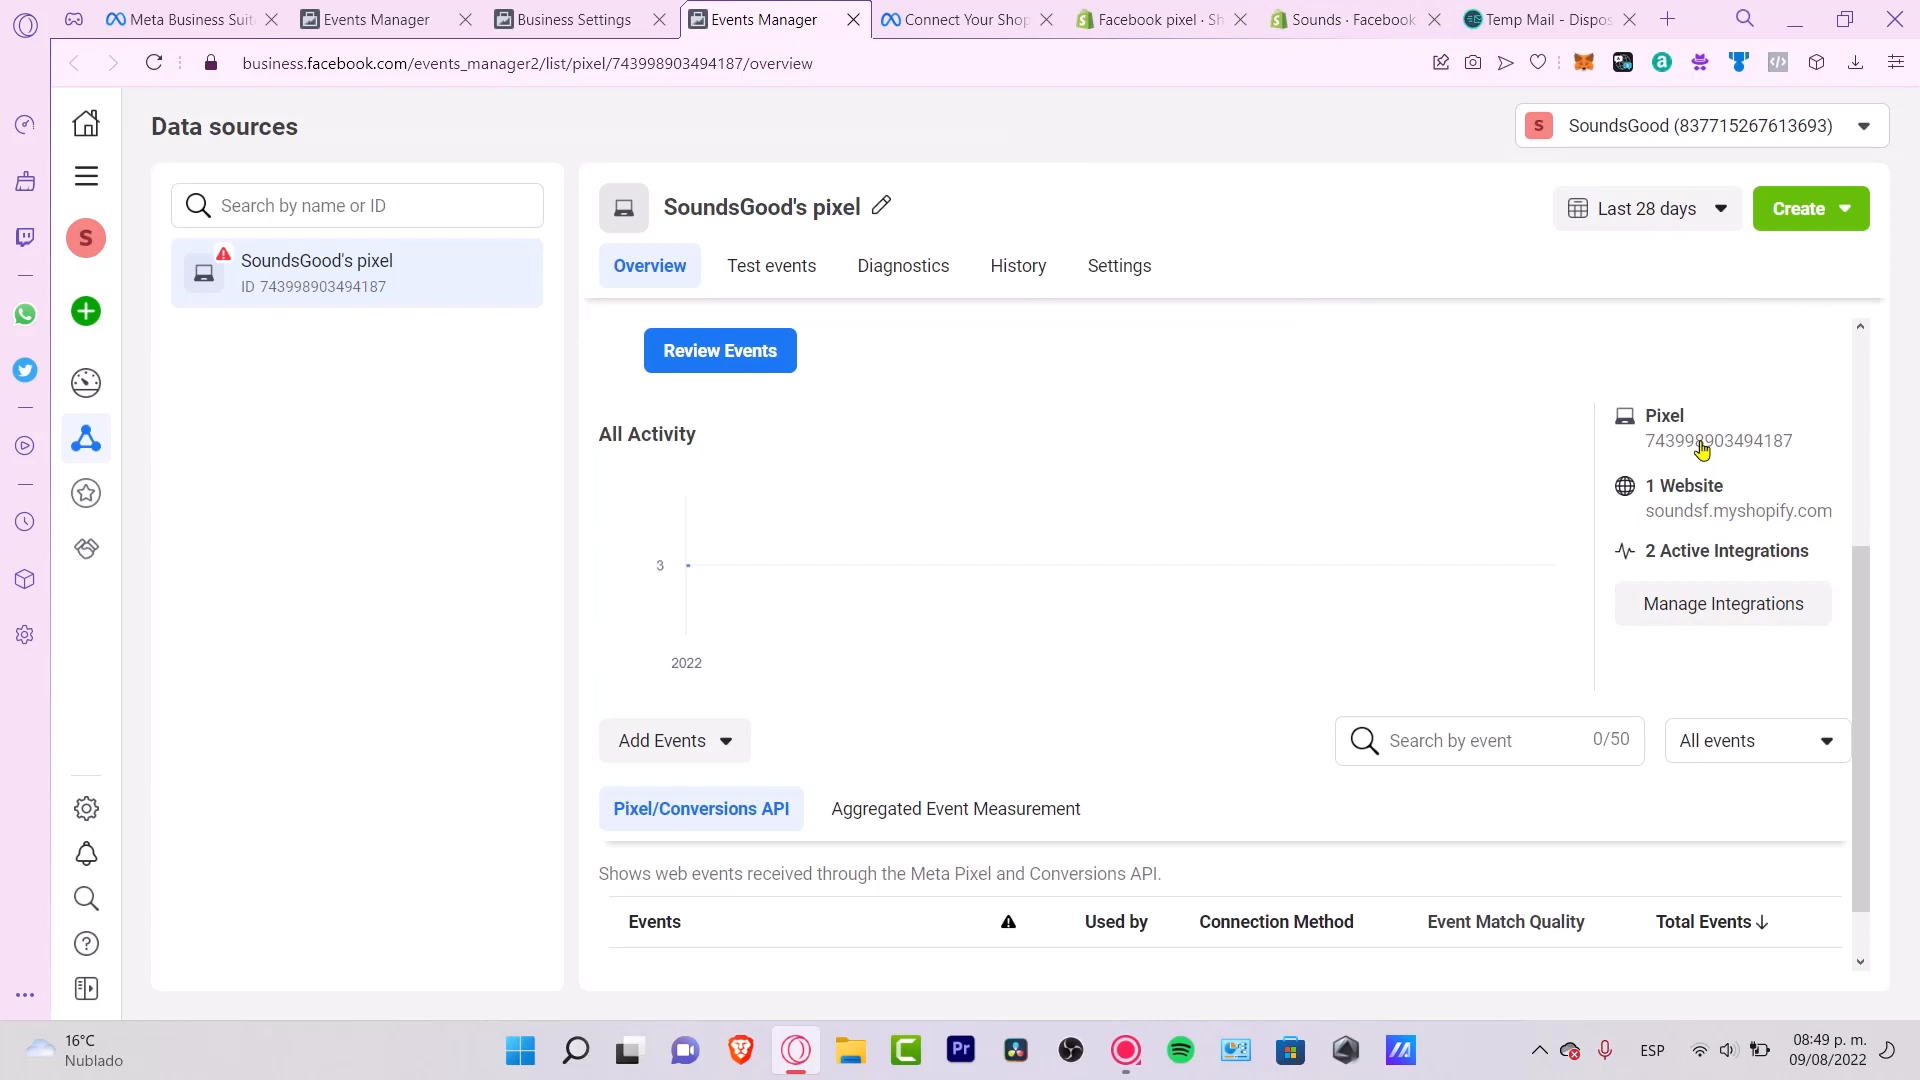 Meta Business Suit
Events Manager
Business Settings
Events Manager
Connect Your Shop
Facebook pixel · Sh
Sounds · Facebook
Temp Mail - Dispos
business.facebook.com/events_manager2/list/pixel/743998903494187/overview
Data sources
S SoundsGood (837715267613693)
Search by name or ID
SoundsGood's pixel
Last 28 days
Create
S
SoundsGood's pixel
ID 743998903494187
Overview
Test events
Diagnostics
History
Settings
Review Events
All Activity
Pixel
743998903494187
1 Website
soundsf.myshopify.com
2 Active Integrations
Manage Integrations
3
2022
Add Events
Search by event
0/50
All events
Pixel/Conversions API
Aggregated Event Measurement
Shows web events received through the Meta Pixel and Conversions API.
Events
Used by
Connection Method
Event Match Quality
Total Events
16°C
Nublado
Pr
ESP
08:49 p. m.
09/08/2022